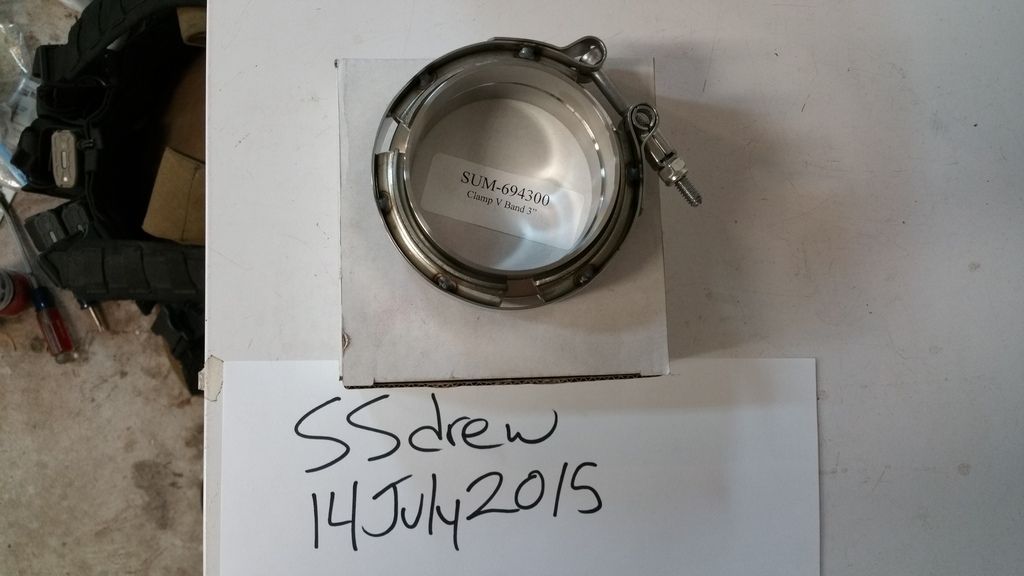 SUM-694300
Clamp V Band 3"
SSdrew
14July2015